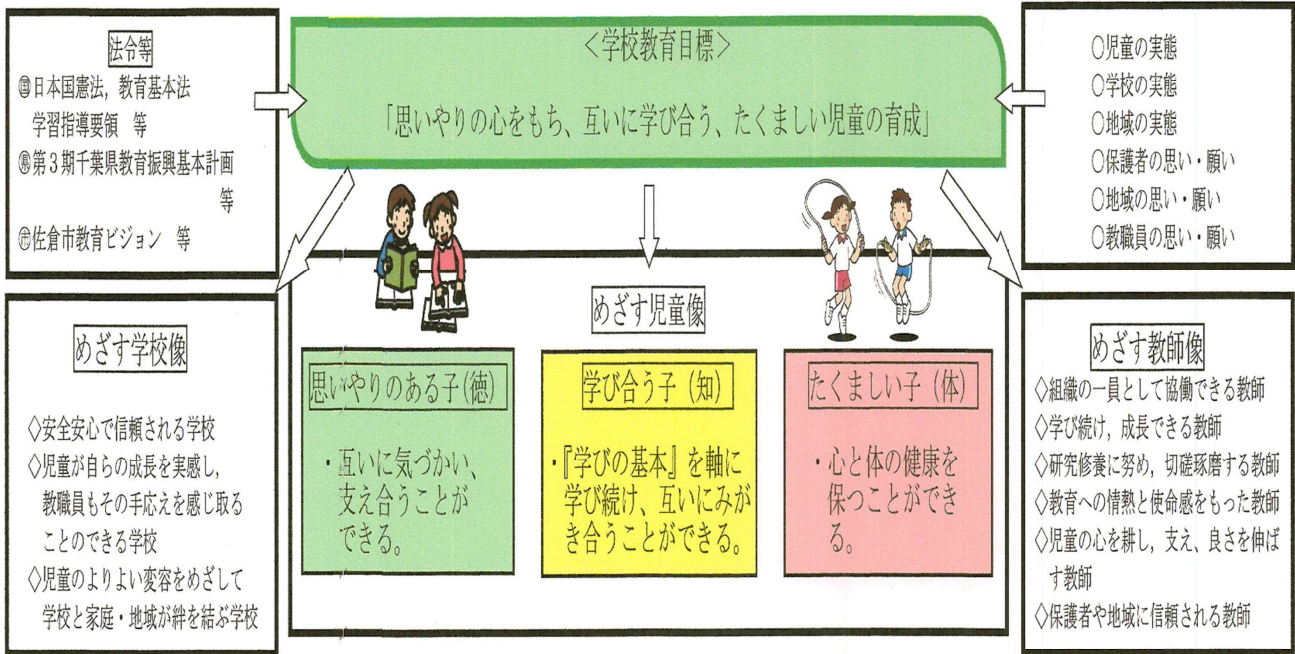 法令等
㊩日本国憲法，教育基本法
学習指導要領　等
㊩第３期千葉県教育振興基本計画
等
㊩佐倉市教育ビジョン　等
＜学校教育目標＞
「思いやりの心をもち、互いに学び合う、たくましい児童の育成」
○児童の実態
○学校の実態
○地域の実態
○保護者の思い・願い
○地域の思い・願い
○教職員の思い・願い
めざす学校像
◇安全安心で信頼される学校
◇児童が自らの成長を実感し，
教職員もその手応えを感じ取る
ことのできる学校
◇児童のよりよい変容をめざして
学校と家庭・地域が絆を結ぶ学校
めざす児童像
思いやりのある子（徳）
・互いに気づかい、
支え合うことが
できる。
学び合う子（知）
・『学びの基本』を軸に
学び続け、互いにみが
き合うことができる。
たくましい子（体）
・心と体の健康を
保つことができ
る。
めざす教師像
◇組織の一員として協働できる教師
◇学び続け，成長できる教師
◇研究修養に努め，切磋琢磨する教師
◇教育への情熱と使命感をもった教師
◇児童の心を耕し，支え、良さを伸ば
す教師
◇保護者や地域に信頼される教師